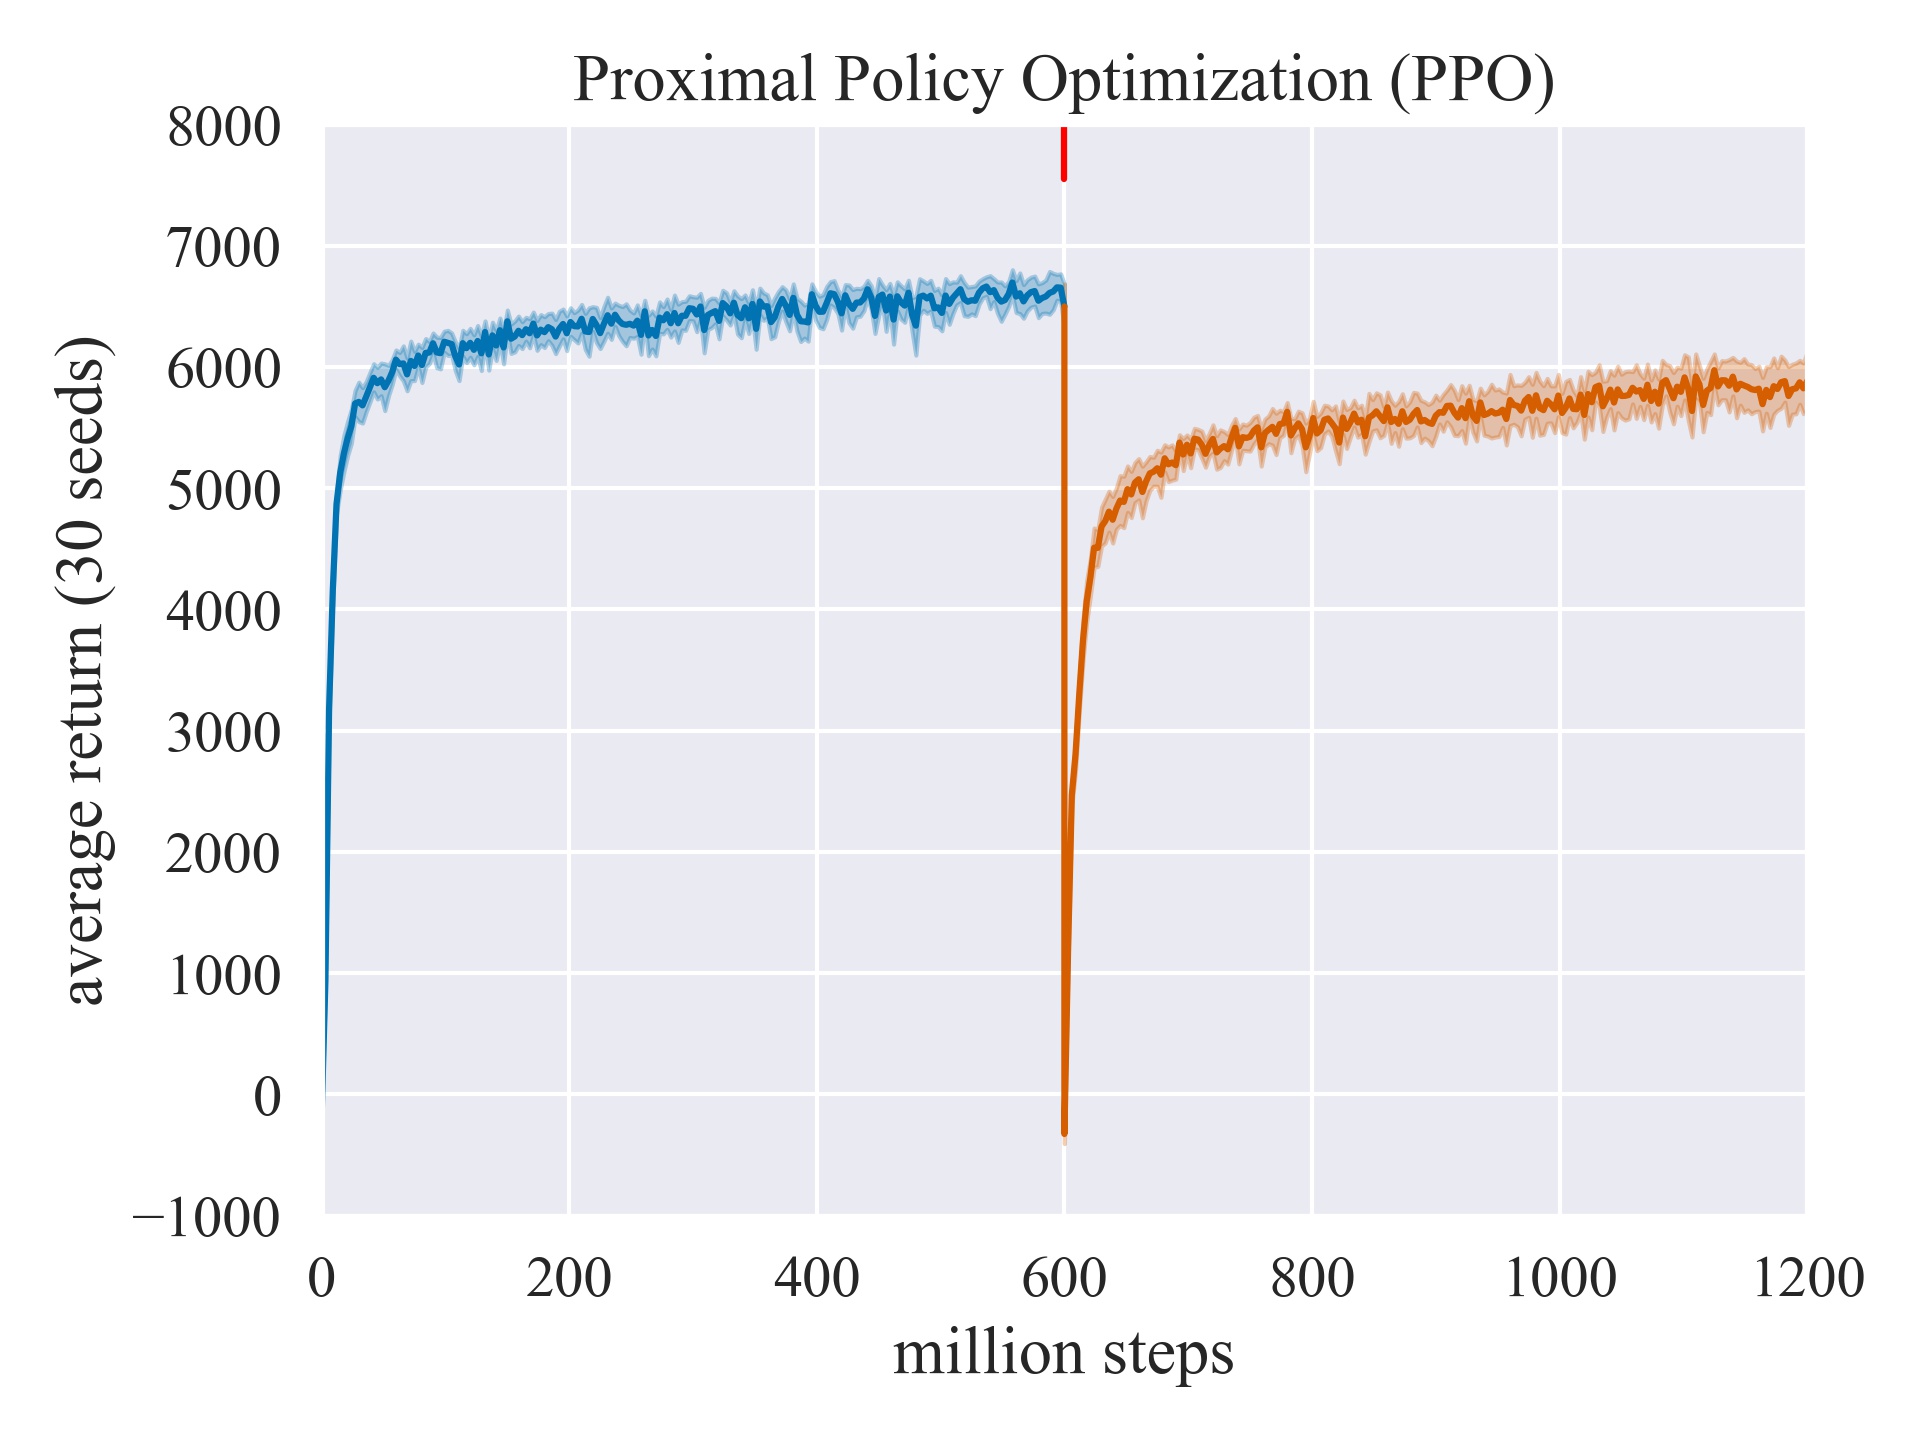 Proximal Policy Optimization (PPO)
8000
7000
6000
5000
4000
3000
2000
1000
0
−1000
average return (30 seeds)
0 200 400 600 800 1000 1200
million steps